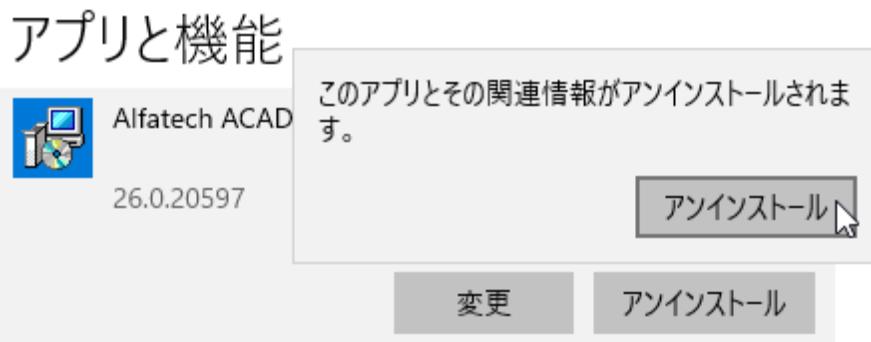 アプリと機能
このアプリとその関連情報がアンインストールされま
す。
Alfatech ACAD
26.0.20597
アンインストール
変更
アンインストール